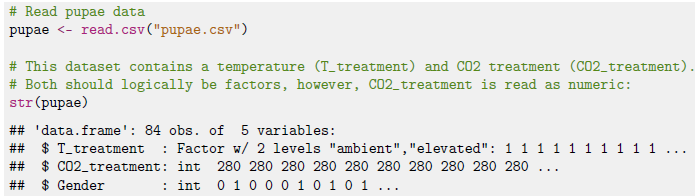 # Read pupae data
pupae <- read.csv("pupae.csv")
# This dataset contains a temperature (T_treatment) and CO2 treatment (CO2_treatment).
# Both should logically be factors, however, CO2_treatment is read as numeric:
str(pupae)
## 'data.frame': 84 obs. of  5 variables:
##  $ T_treatment  : Factor w/ 2 levels "ambient","elevated": 1 1 1 1 1 1 1 1 1 1 ...
##  $ CO2_treatment: int  280 280 280 280 280 280 280 280 280 280 ...
##  $ Gender       : int  0 1 0 0 0 1 0 1 0 1 ...